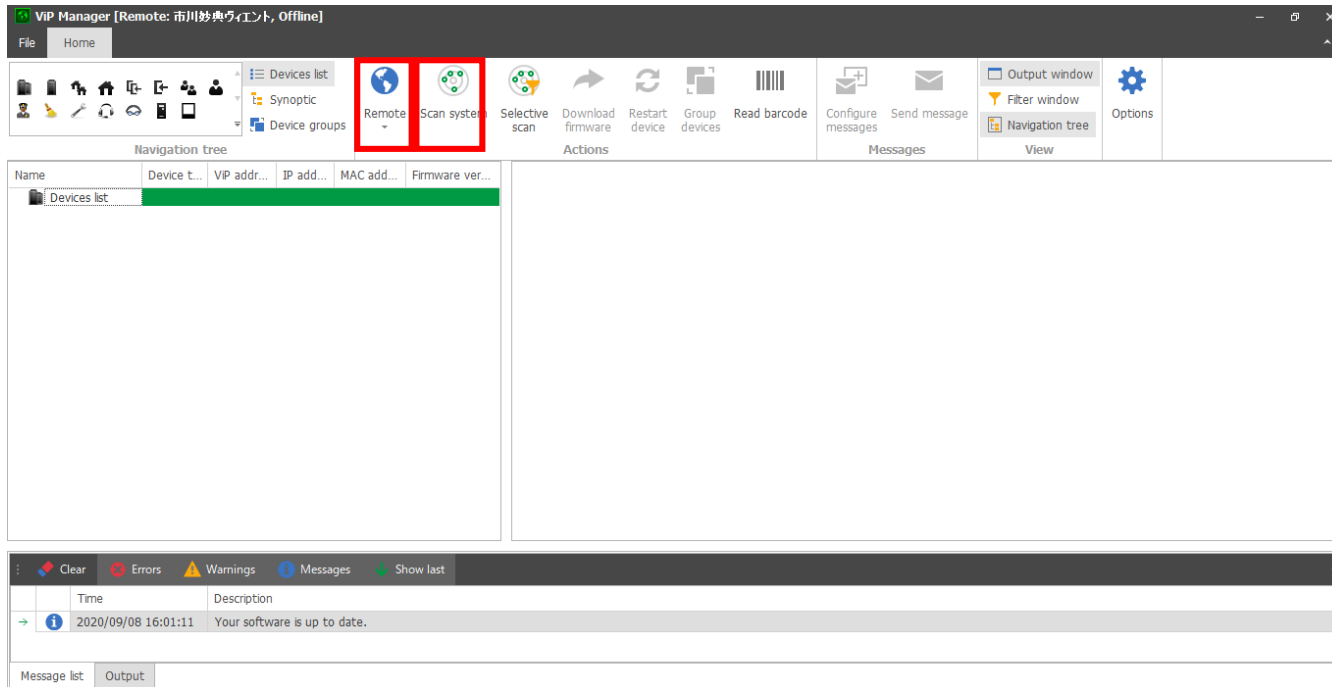 ViP Manager [Remote: 市川妙典ヴィエント, Offline]
File Home
Devices list
Synoptic
Device groups
Navigation tree
Remote
Scan system
Selective scan
Download firmware
Restart device
Group devices
Read barcode
Actions
Configure messages
Send message
Messages
Output window
Filter window
Navigation tree
View
Options
Name Device t... ViP addr... IP add... MAC add... Firmware ver...
Devices list
Clear Errors Warnings Messages Show last
Time Description
2020/09/08 16:01:11 Your software is up to date.
Message list Output